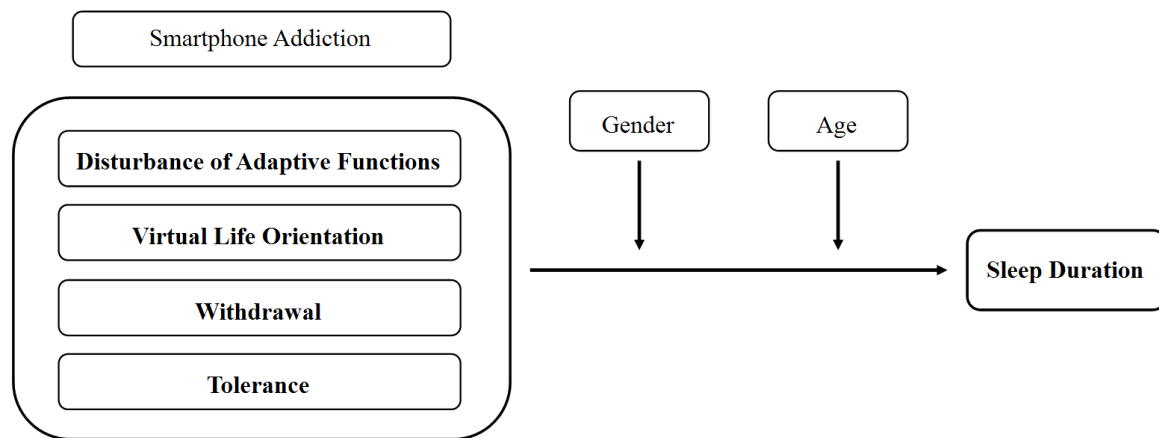 Smartphone Addiction
Disturbance of Adaptive Functions
Virtual Life Orientation
Withdrawal
Tolerance
Gender
Age
Sleep Duration